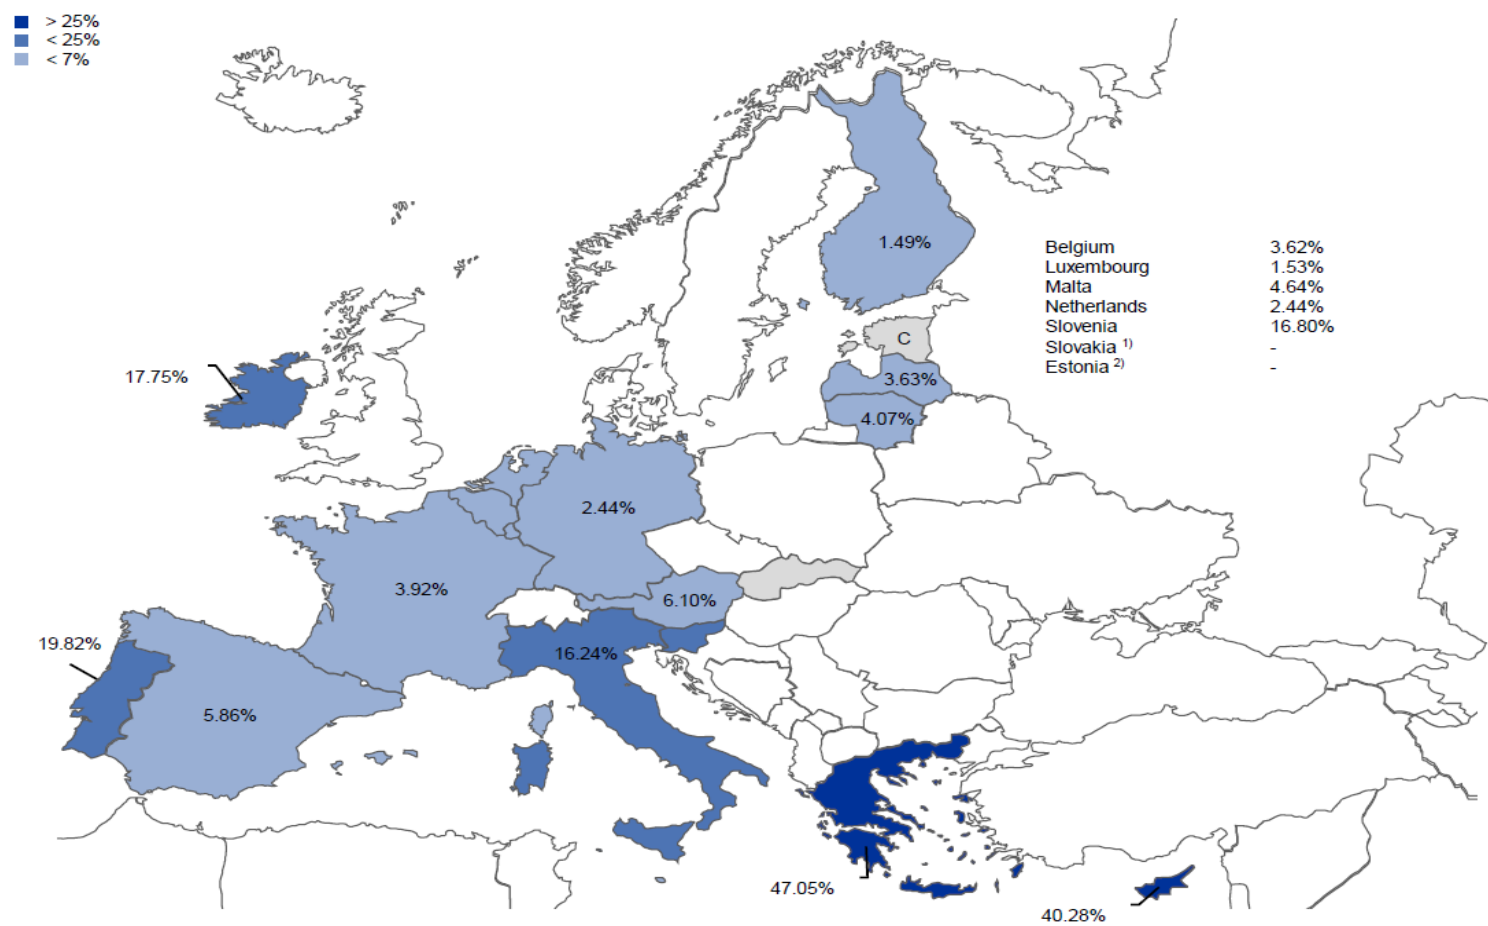 > 25%
< 25%
< 7%
1.49%
Belgium 3.62%
Luxembourg 1.53%
Malta 4.64%
Netherlands 2.44%
Slovenia 16.80%
Slovakia 1) -
Estonia 2) -
C
17.75%
3.63%
4.07%
2.44%
3.92%
6.10%
19.82%
16.24%
5.86%
47.05%
40.28%